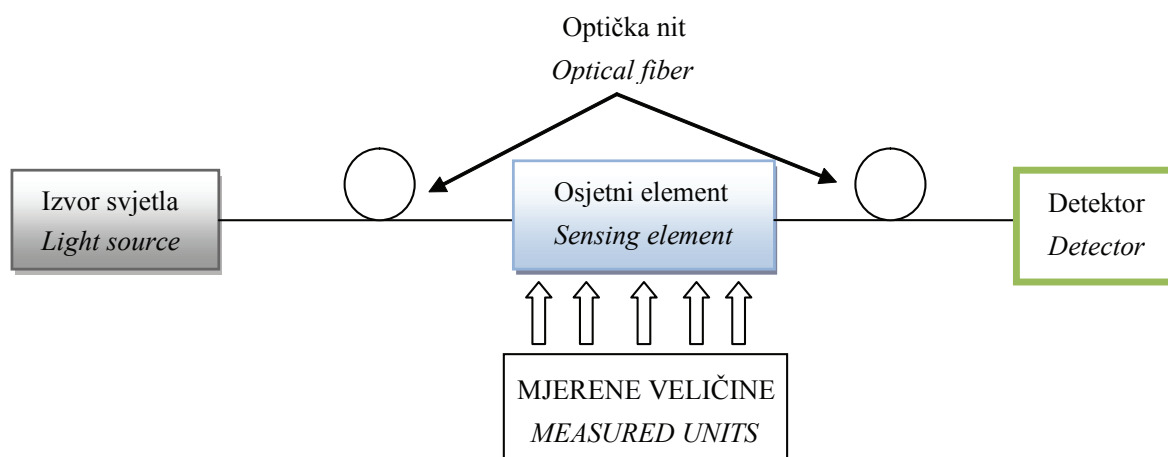 Optička nit
Optical fiber
Izvor svjetla
Light source
Osjetni element
Sensing element
Detektor
Detector
MJERENE VELIČINE
MEASURED UNITS